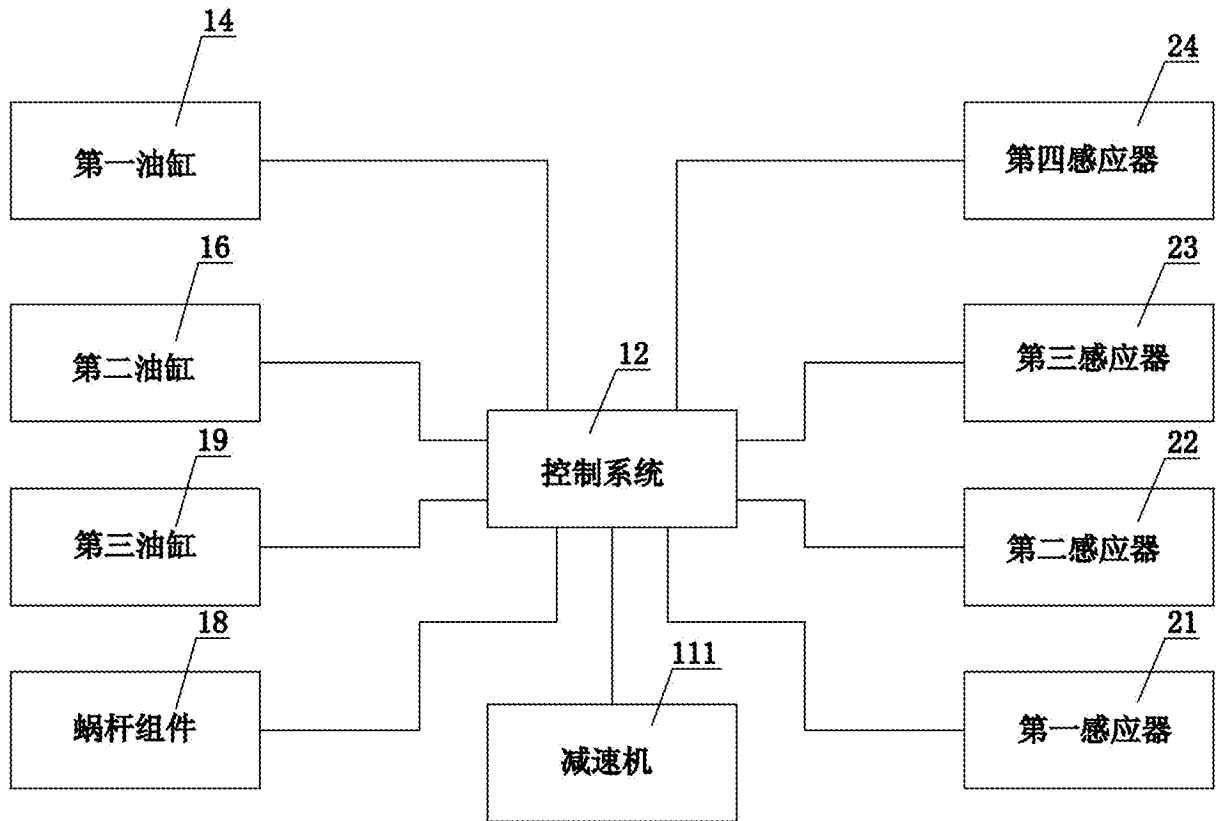 14
第一油缸
24
第四感应器
16
第二油缸
23
第三感应器
12
控制系统
19
第三油缸
22
第二感应器
18
蜗杆组件
111
减速机
21
第一感应器